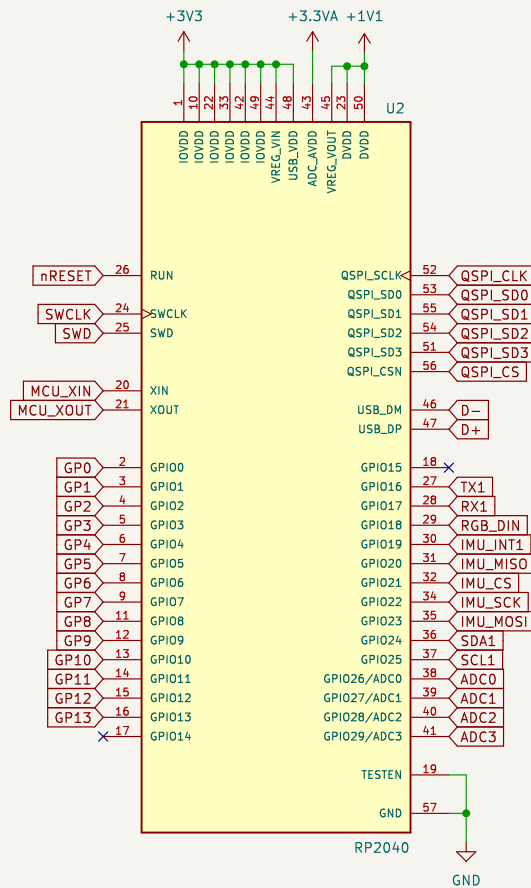 +3V3 +3.3VA +1V1
1 10 22 33 42 49 44 48 43 45 23 50 U2
IOVDD IOVDD IOVDD IOVDD IOVDD IOVDD VREG_VIN USB_VDD ADC_AVDD VREG_VOUT DVDD DVDD
nRESET 26 RUN QSPI_SCLK 52 QSPI_CLK
QSPI_SD0 53 QSPI_SD0
SWCLK 24 SWCLK QSPI_SD1 55 QSPI_SD1
SWD 25 SWD QSPI_SD2 54 QSPI_SD2
QSPI_SD3 51 QSPI_SD3
QSPI_CSN 56 QSPI_CS
MCU_XIN 20 XIN
MCU_XOUT 21 XOUT USB_DM 46 D-
USB_DP 47 D+
GP0 2 GPIO0 GPIO15 18
GP1 3 GPIO1 GPIO16 27 TX1
GP2 4 GPIO2 GPIO17 28 RX1
GP3 5 GPIO3 GPIO18 29 RGB_DIN
GP4 6 GPIO4 GPIO19 30 IMU_INT1
GP5 7 GPIO5 GPIO20 31 IMU_MISO
GP6 8 GPIO6 GPIO21 32 IMU_CS
GP7 9 GPIO7 GPIO22 34 IMU_SCK
GP8 11 GPIO8 GPIO23 35 IMU_MOSI
GP9 12 GPIO9 GPIO24 36 SDA1
GP10 13 GPIO10 GPIO25 37 SCL1
GP11 14 GPIO11 GPIO26/ADC0 38 ADC0
GP12 15 GPIO12 GPIO27/ADC1 39 ADC1
GP13 16 GPIO13 GPIO28/ADC2 40 ADC2
17 GPIO14 GPIO29/ADC3 41 ADC3
TESTEN 19
GND 57
RP2040
GND